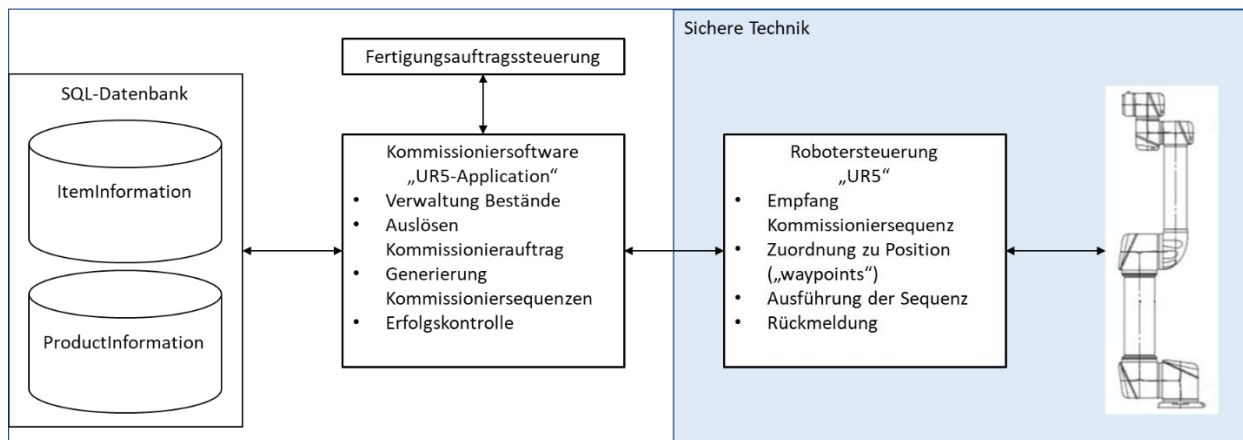 Sichere Technik
Fertigungsauftragssteuerung
SQL-Datenbank
ItemInformation
ProductInformation
Kommissioniersoftware
„UR5-Application“
• Verwaltung Bestände
• Auslösen
Kommissionierauftrag
• Generierung
Kommissioniersequenzen
• Erfolgskontrolle
Robotersteuerung
„UR5“
• Empfang
Kommissioniersequenz
• Zuordnung zu Position
(„waypoints“)
• Ausführung der Sequenz
• Rückmeldung